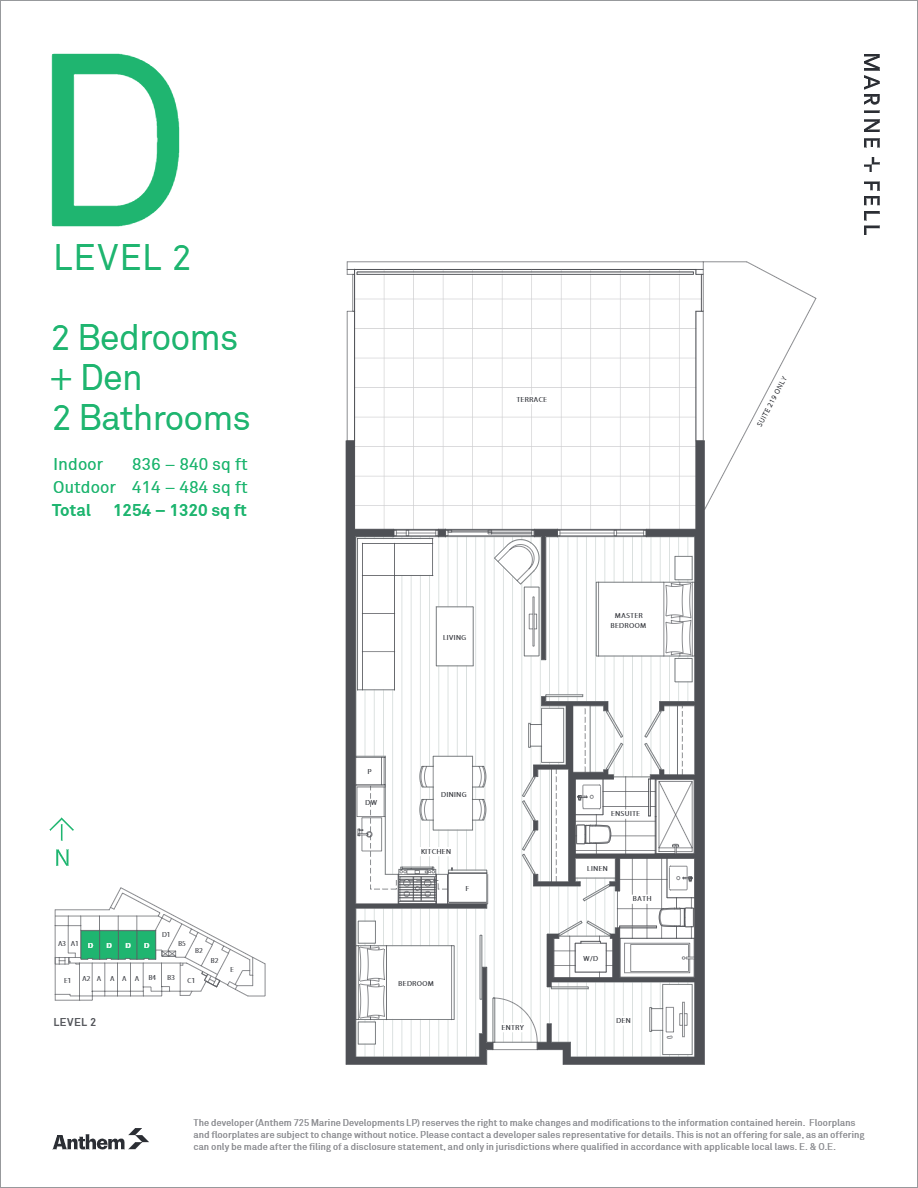 D
LEVEL 2
MARINE + FELL
2 Bedrooms
+ Den
2 Bathrooms
Indoor 836 – 840 sq ft
Outdoor 414 – 484 sq ft
Total 1254 – 1320 sq ft
TERRACE
SUITE 219 ONLY
LIVING
MASTER
BEDROOM
P
DW
DINING
ENSUITE
KITCHEN
LINEN
F
BATH
W/D
BEDROOM
ENTRY
DEN
N
A3 A1 D D D D D1 B5 B2 B2 E
E1 A2 A A A A B4 B3 C1
LEVEL 2
Anthem
The developer (Anthem 725 Marine Developments LP) reserves the right to make changes and modifications to the information contained herein. Floorplans
and floorplates are subject to change without notice. Please contact a developer sales representative for details. This is not an offering for sale, as an offering
can only be made after the filing of a disclosure statement, and only in jurisdictions where qualified in accordance with applicable local laws. E. & O.E.